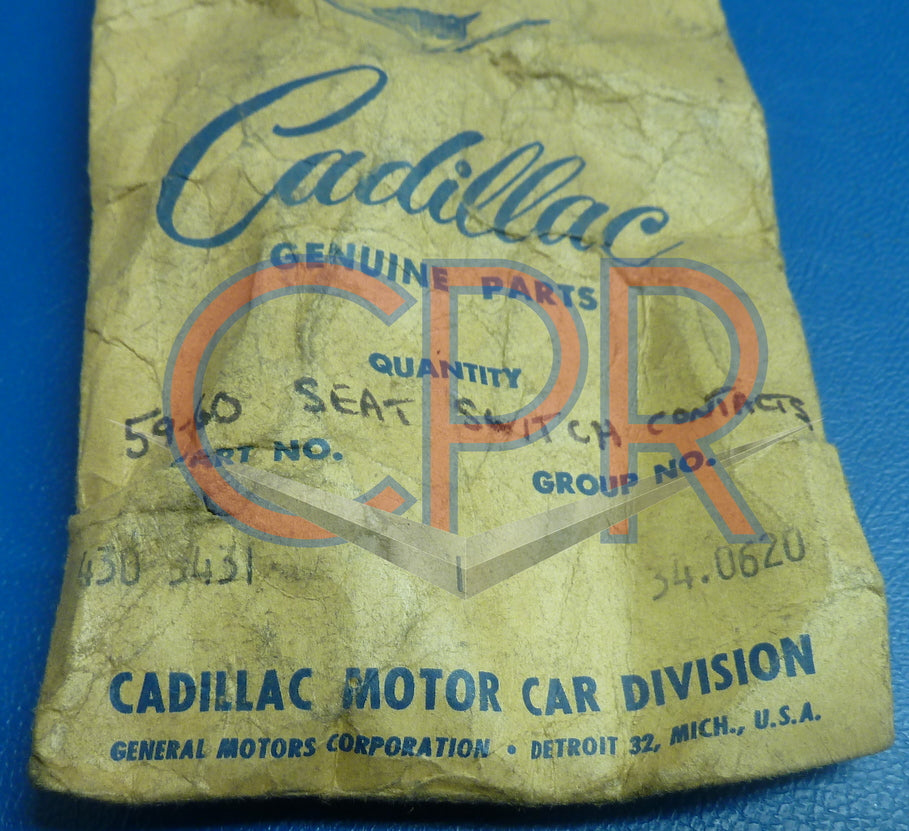 Cadillac
GENUINE PARTS
CPR
QUANTITY
59-60 SEAT SWITCH CONTACTS
PART NO.
GROUP NO.
430 3431 1 34.0620
CADILLAC MOTOR CAR DIVISION
GENERAL MOTORS CORPORATION • DETROIT 32, MICH., U.S.A.